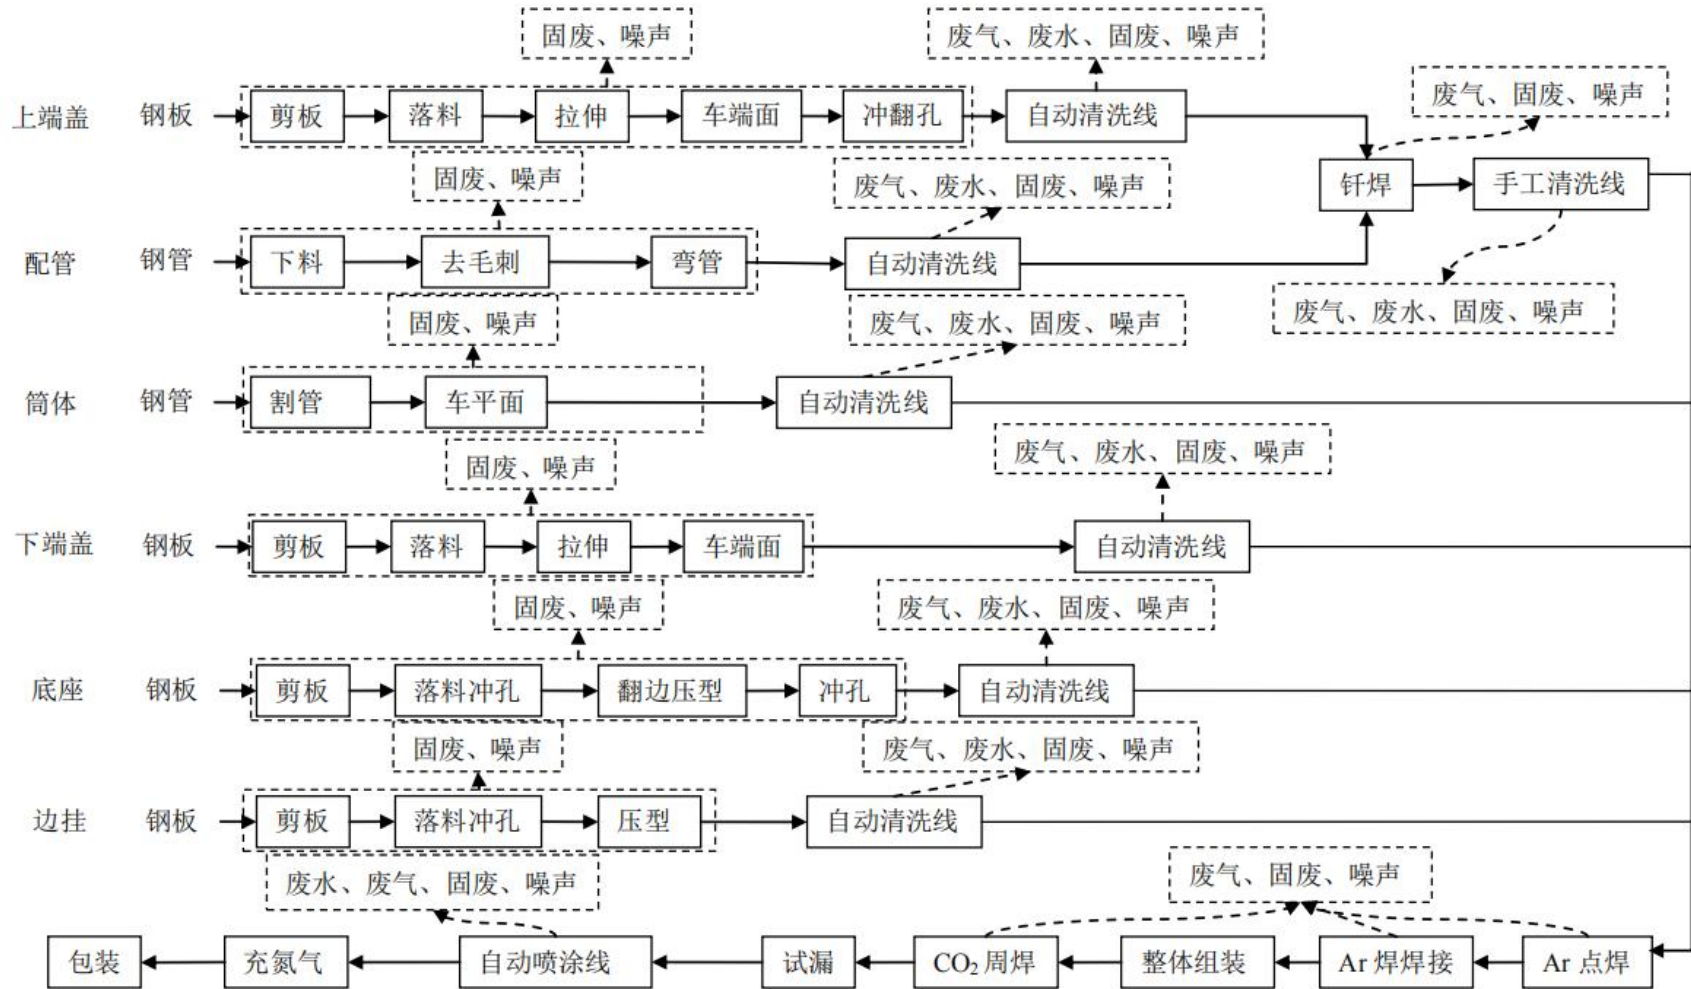 固废、噪声
废气、废水、固废、噪声
上端盖 钢板 剪板 落料 拉伸 车端面 冲翻孔 自动清洗线
废气、固废、噪声
固废、噪声
废气、废水、固废、噪声
钎焊 手工清洗线
配管 钢管 下料 去毛刺 弯管 自动清洗线
废气、废水、固废、噪声
固废、噪声
废气、废水、固废、噪声
筒体 钢管 割管 车平面 自动清洗线
固废、噪声
废气、废水、固废、噪声
下端盖 钢板 剪板 落料 拉伸 车端面 自动清洗线
固废、噪声
废气、废水、固废、噪声
底座 钢板 剪板 落料冲孔 翻边压型 冲孔 自动清洗线
固废、噪声
废气、废水、固废、噪声
边挂 钢板 剪板 落料冲孔 压型 自动清洗线
废水、废气、固废、噪声
废气、固废、噪声
包装 充氮气 自动喷涂线 试漏 CO₂周焊 整体组装 Ar 焊焊接 Ar 点焊